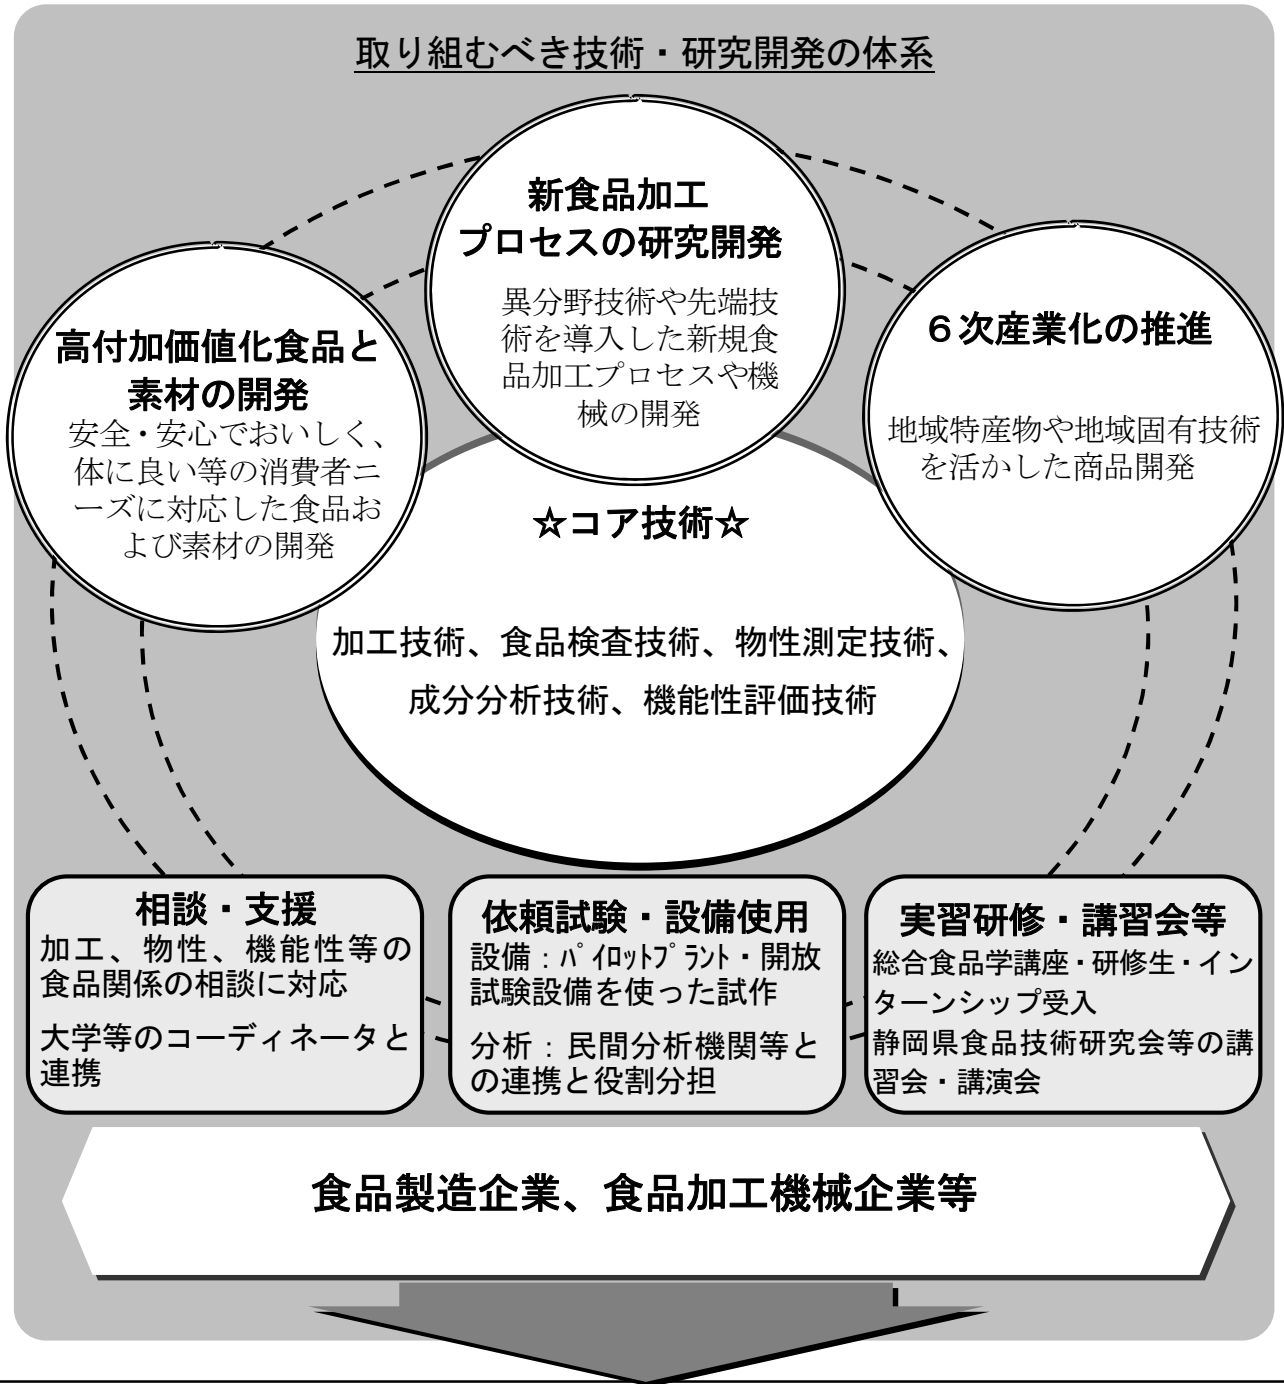 取り組むべき技術・研究開発の体系
新食品加工
プロセスの研究開発
異分野技術や先端技
術を導入した新規食
品加工プロセスや機
械の開発
高付加価値化食品と
素材の開発
安全・安心でおいしく、
体に良い等の消費者ニ
ーズに対応した食品お
よび素材の開発
６次産業化の推進
地域特産物や地域固有技術
を活かした商品開発
☆コア技術☆
加工技術、食品検査技術、物性測定技術、
成分分析技術、機能性評価技術
相談・支援
加工、物性、機能性等の
食品関係の相談に対応
大学等のコーディネータと
連携
依頼試験・設備使用
設備：ﾊﾟｲﾛｯﾄﾌﾟﾗﾝﾄ・開放
試験設備を使った試作
分析：民間分析機関等と
の連携と役割分担
実習研修・講習会等
総合食品学講座・研修生・イン
ターンシップ受入
静岡県食品技術研究会等の講
習会・講演会
食品製造企業、食品加工機械企業等